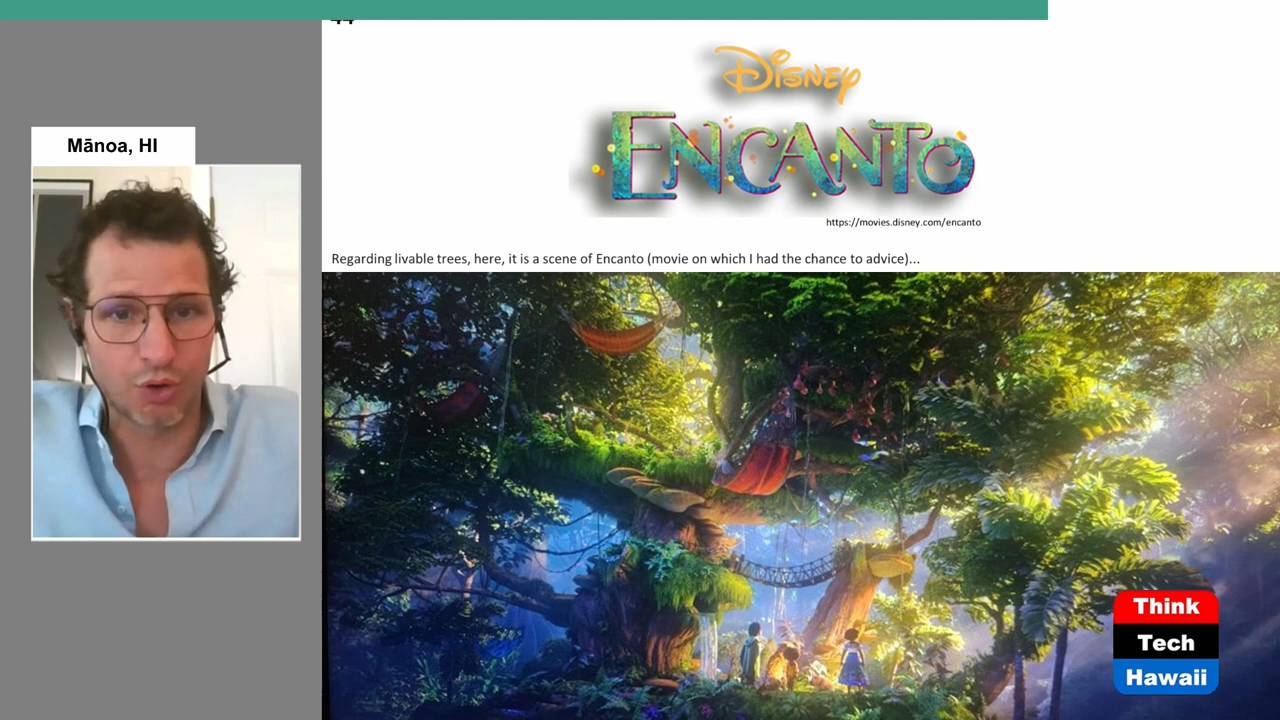 44
Disney
ENCANTO
https://movies.disney.com/encanto
Mānoa, HI
Regarding livable trees, here, it is a scene of Encanto (movie on which I had the chance to advice)...
Think
Tech
Hawaii